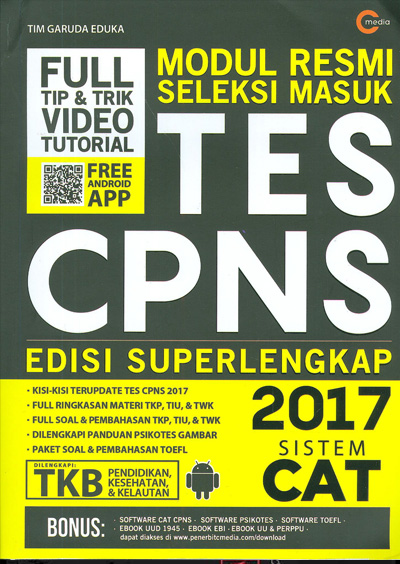 TIM GARUDA EDUKA
C media
FULL
TIP & TRIK
VIDEO
TUTORIAL
FREE
ANDROID
APP
MODUL RESMI
SELEKSI MASUK
TES
CPNS
EDISI SUPERLENGKAP
• KISI-KISI TERUPDATE TES CPNS 2017
• FULL RINGKASAN MATERI TKP, TIU, & TWK
• FULL SOAL & PEMBAHASAN TKP, TIU, & TWK
• DILENGKAPI PANDUAN PSIKOTES GAMBAR
• PAKET SOAL & PEMBAHASAN TOEFL
2017
SISTEM
CAT
DILENGKAPI:
TKB
PENDIDIKAN,
KESEHATAN,
& KELAUTAN
BONUS:
· SOFTWARE CAT CPNS · SOFTWARE PSIKOTES · SOFTWARE TOEFL ·
EBOOK UUD 1945 · EBOOK EBI · EBOOK UU & PERPPU ·
dapat diakses di www.penerbitcmedia.com/download